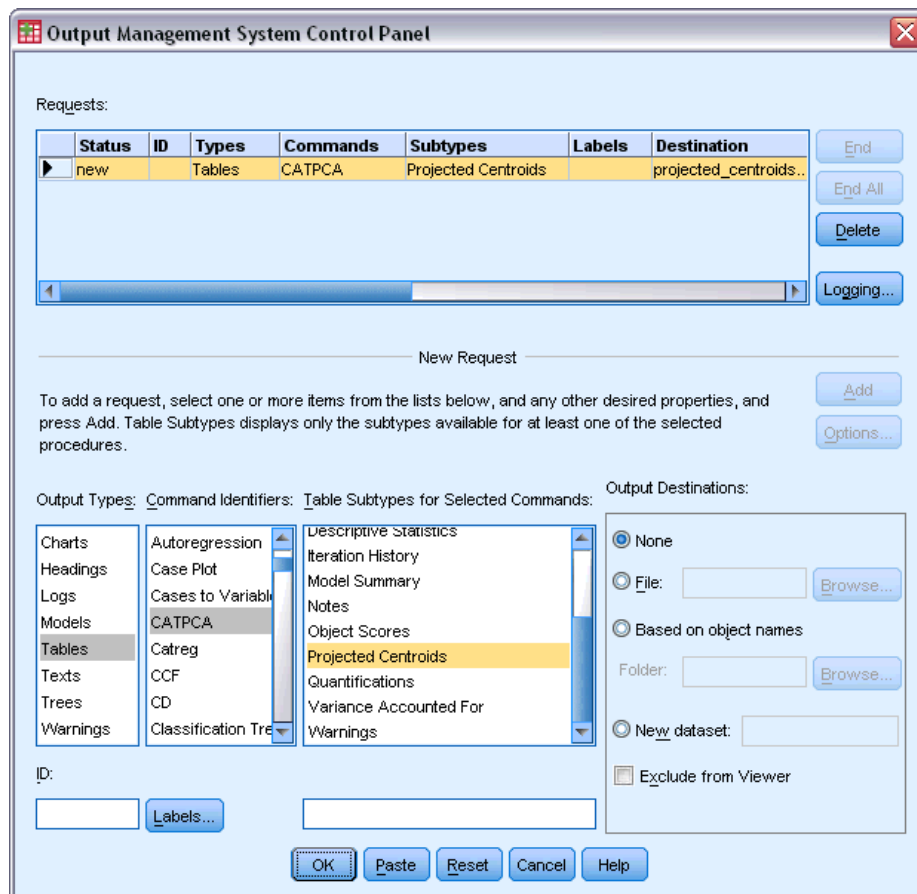 Output Management System Control Panel
Requests:
Status ID Types Commands Subtypes Labels Destination
new Tables CATPCA Projected Centroids projected_centroids..
End
End All
Delete
Logging...
New Request
To add a request, select one or more items from the lists below, and any other desired properties, and
press Add. Table Subtypes displays only the subtypes available for at least one of the selected
procedures.
Add
Options...
Output Types:
Charts
Headings
Logs
Models
Tables
Texts
Trees
Warnings
Command Identifiers:
Autoregression
Case Plot
Cases to Variabl
CATPCA
Catreg
CCF
CD
Classification Tre
Table Subtypes for Selected Commands:
Descriptive Statistics
Iteration History
Model Summary
Notes
Object Scores
Projected Centroids
Quantifications
Variance Accounted For
Warnings
Output Destinations:
None
File:
Browse...
Based on object names
Folder:
Browse...
New dataset:
Exclude from Viewer
ID:
Labels...
OK Paste Reset Cancel Help